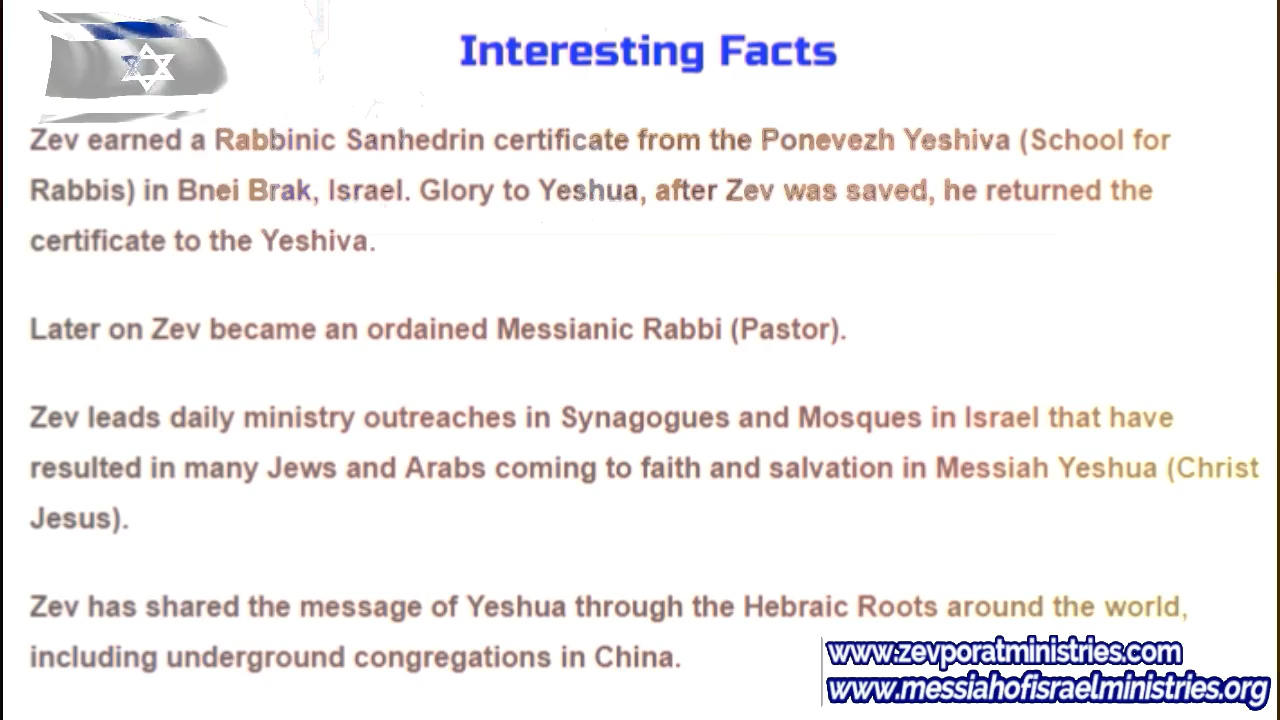 Interesting Facts
Zev earned a Rabbinic Sanhedrin certificate from the Ponevezh Yeshiva (School for
Rabbis) in Bnei Brak, Israel. Glory to Yeshua, after Zev was saved, he returned the
certificate to the Yeshiva.
Later on Zev became an ordained Messianic Rabbi (Pastor).
Zev leads daily ministry outreaches in Synagogues and Mosques in Israel that have
resulted in many Jews and Arabs coming to faith and salvation in Messiah Yeshua (Christ
Jesus).
Zev has shared the message of Yeshua through the Hebraic Roots around the world,
including underground congregations in China.
www.zevporatministries.com
www.messiahofisraelministries.org